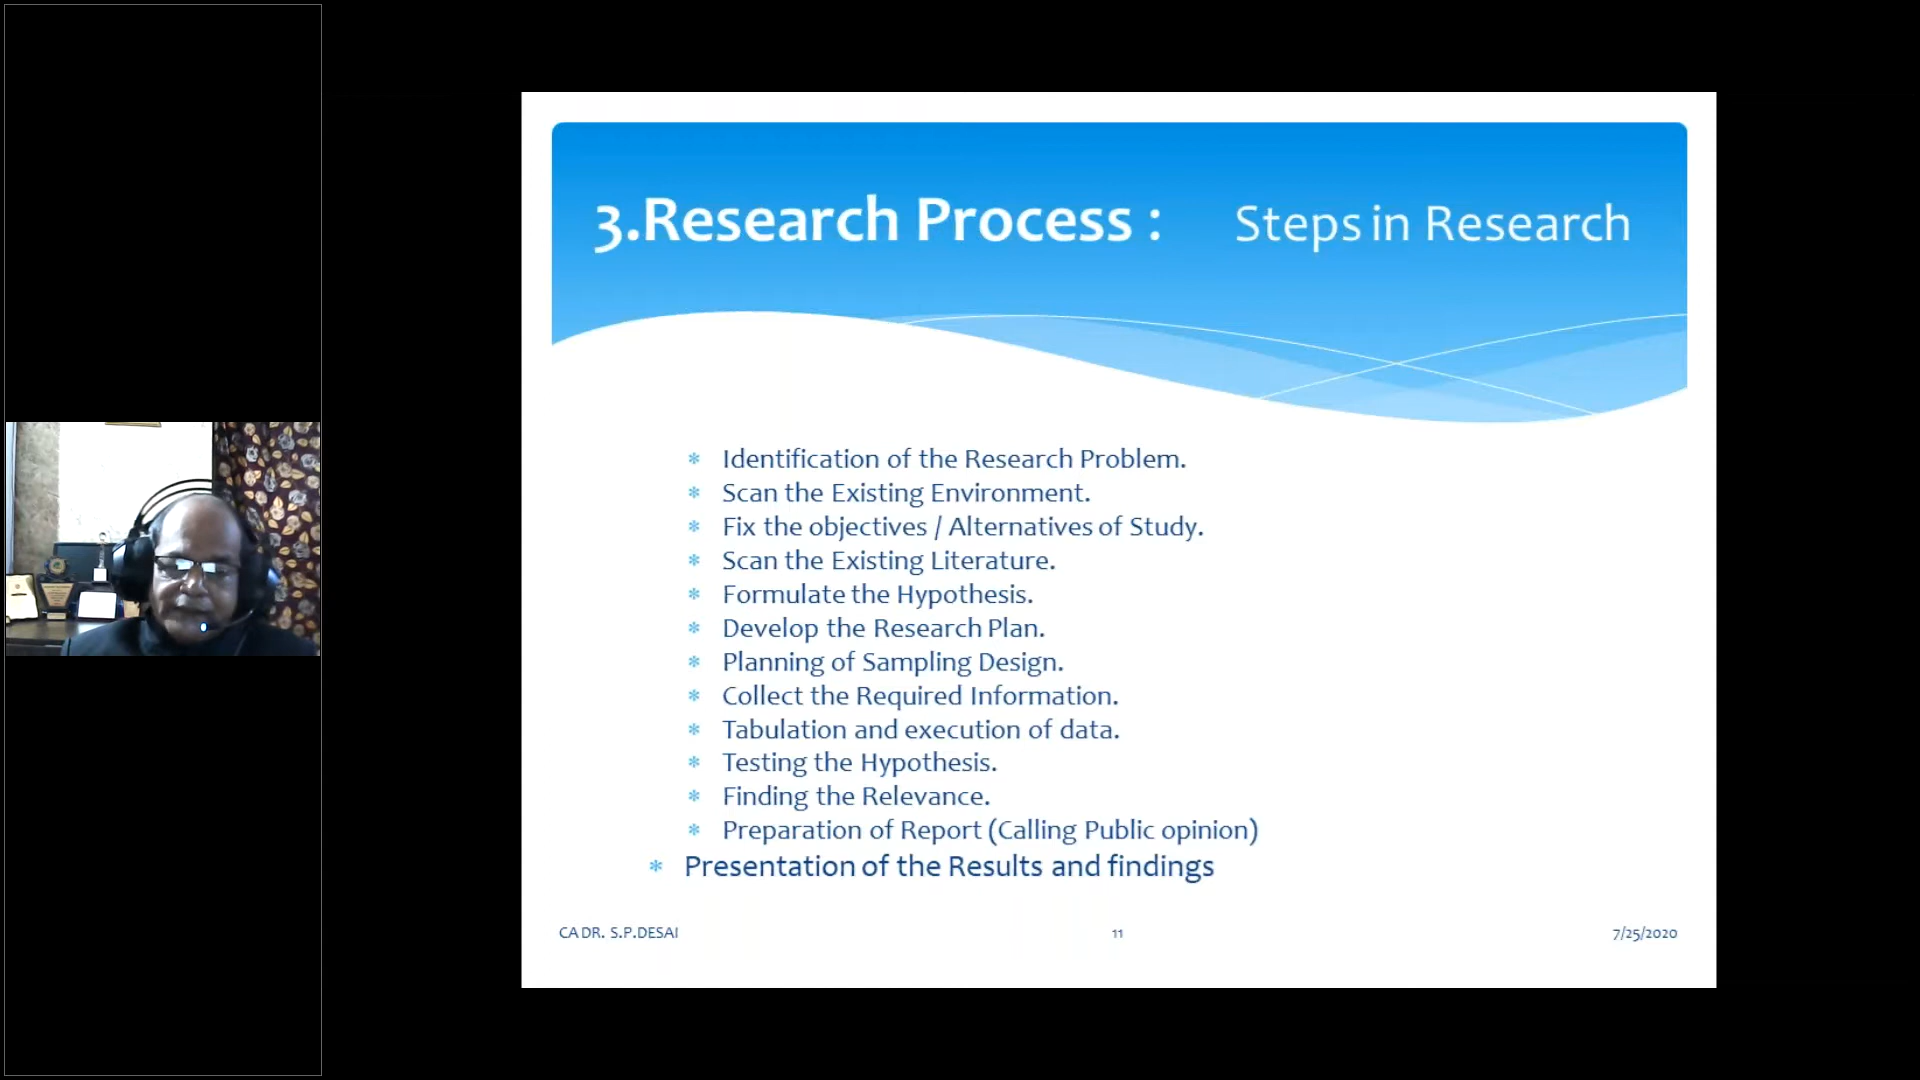 3.Research Process : Steps in Research
* Identification of the Research Problem.
* Scan the Existing Environment.
* Fix the objectives / Alternatives of Study.
* Scan the Existing Literature.
* Formulate the Hypothesis.
* Develop the Research Plan.
* Planning of Sampling Design.
* Collect the Required Information.
* Tabulation and execution of data.
* Testing the Hypothesis.
* Finding the Relevance.
* Preparation of Report (Calling Public opinion)
* Presentation of the Results and findings
CA DR. S.P.DESAI 11 7/25/2020